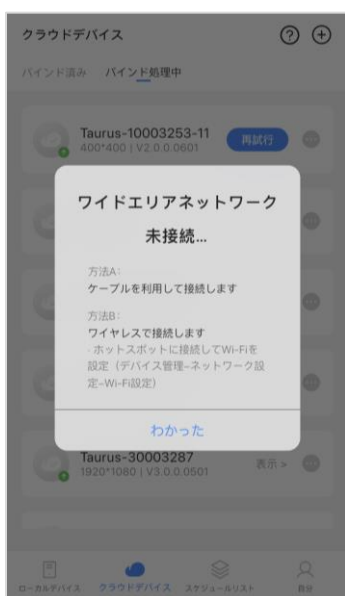 クラウドデバイス
バインド済み バインド処理中
Taurus-10003253-11
400*400 | V2.0.0.0601
再試行
ワイドエリアネットワーク
未接続...
方法A:
ケーブルを利用して接続します
方法B:
ワイヤレスで接続します
- ホットスポットに接続してWi-Fiを
設定（デバイス管理–ネットワーク設
定–Wi-Fi設定）
わかった
Taurus-30003287
1920*1080 | V3.0.0.0501
表示 >
ローカルデバイス クラウドデバイス スケジュールリスト 自分